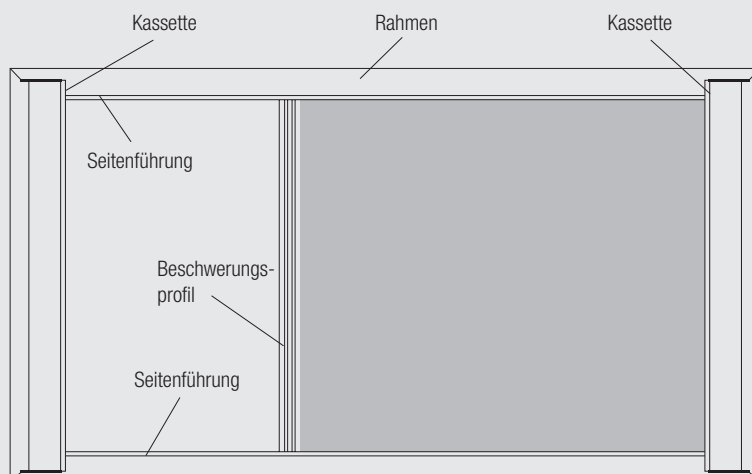 Kassette
Rahmen
Kassette
Seitenführung
Beschwerungs-
profil
Seitenführung